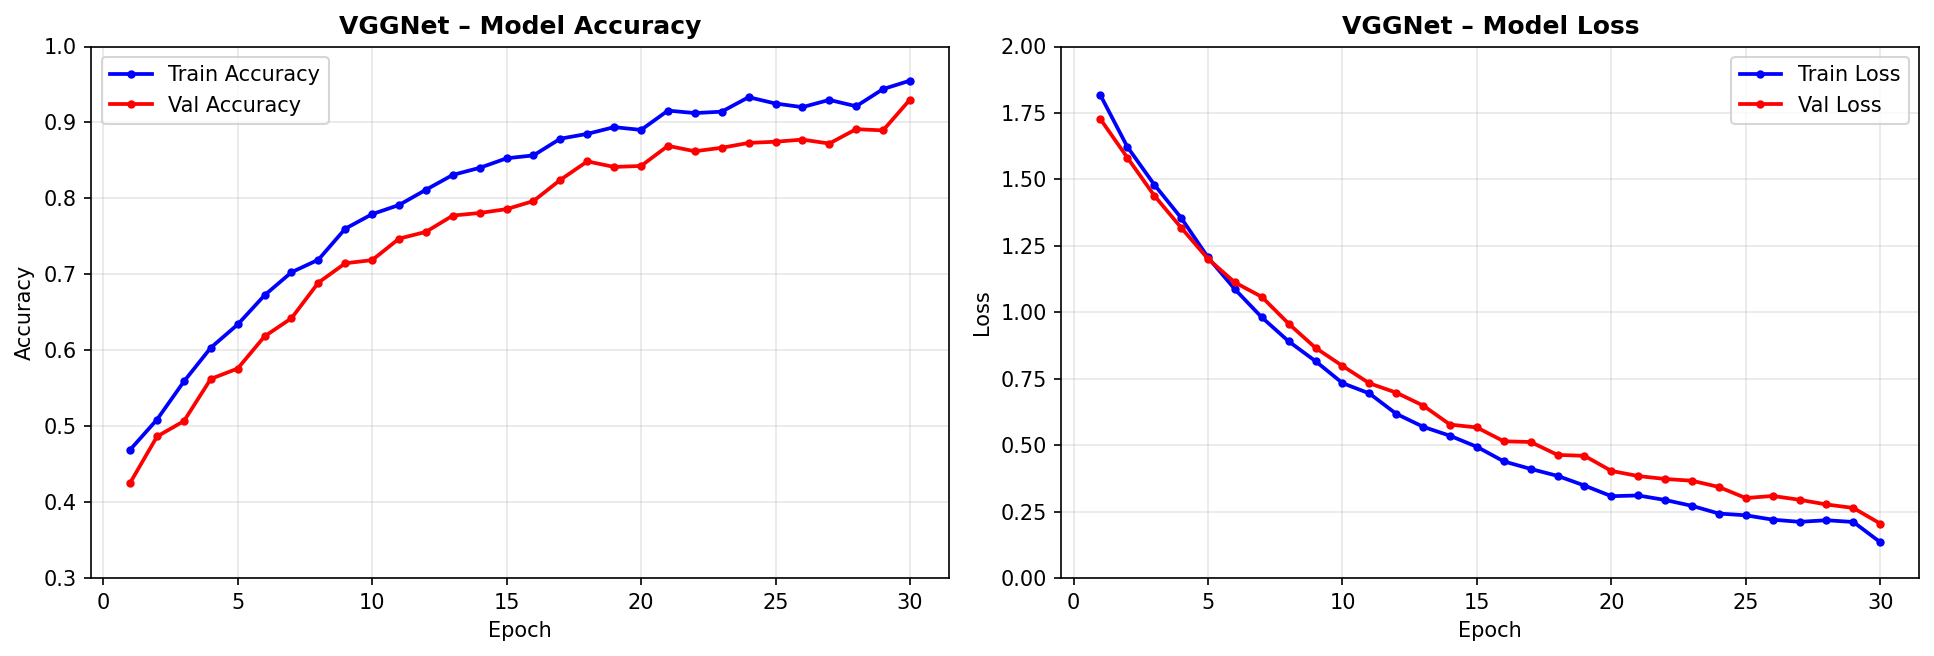 VGGNet – Model Accuracy
Train Accuracy
Val Accuracy
1.0
0.9
0.8
0.7
0.6
0.5
0.4
0.3
Accuracy
0 5 10 15 20 25 30
Epoch
VGGNet – Model Loss
Train Loss
Val Loss
2.00
1.75
1.50
1.25
1.00
0.75
0.50
0.25
0.00
Loss
0 5 10 15 20 25 30
Epoch